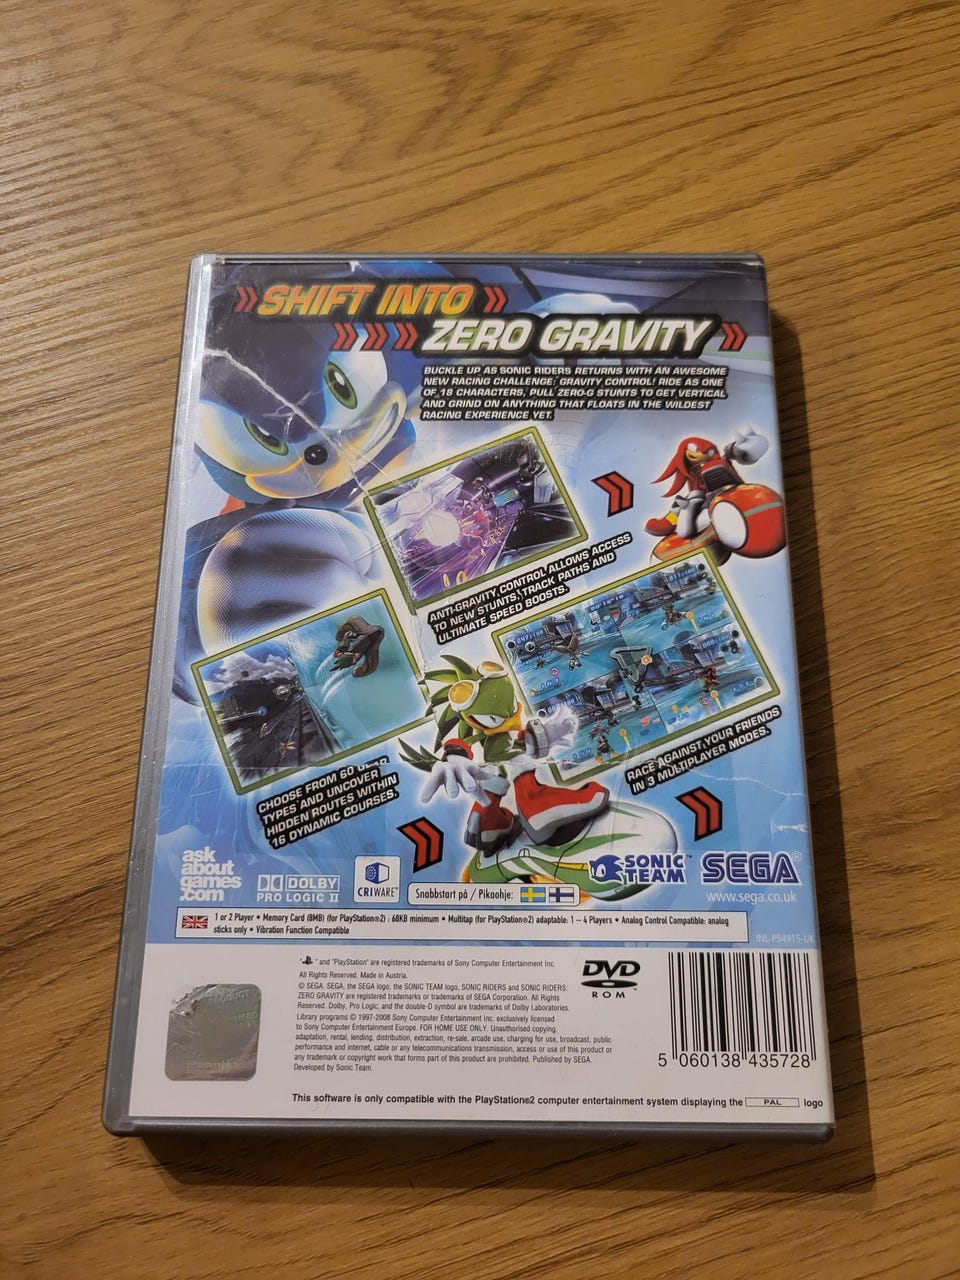 SHIFT INTO
ZERO GRAVITY
BUCKLE UP AS SONIC RIDERS RETURNS WITH AN AWESOME
NEW RACING CHALLENGE: GRAVITY CONTROL! RIDE AS ONE
OF 18 CHARACTERS, PULL ZERO-G STUNTS TO GET VERTICAL
AND GRIND ON ANYTHING THAT FLOATS IN THE WILDEST
RACING EXPERIENCE YET.
ANTI-GRAVITY CONTROL ALLOWS ACCESS
TO NEW STUNTS, TRACK PATHS AND
ULTIMATE SPEED BOOSTS.
CHOOSE FROM 60 GEAR
TYPES AND UNCOVER
HIDDEN ROUTES WITHIN
16 DYNAMIC COURSES.
RACE AGAINST YOUR FRIENDS
IN 3 MULTIPLAYER MODES.
ask
about
games
.com
DOLBY
PRO LOGIC II
CRIWARE™
Snabbstart på / Pikaohje:
SONIC
TEAM™
SEGA®
www.sega.co.uk
1 or 2 Player • Memory Card (8MB) (for PlayStation®2) : 68KB minimum • Multitap (for PlayStation®2) adaptable: 1 – 4 Players • Analog Control Compatible: analog
sticks only • Vibration Function Compatible
INL-P54915-UK
" and "PlayStation" are registered trademarks of Sony Computer Entertainment Inc.
All Rights Reserved. Made in Austria.
© SEGA. SEGA, the SEGA logo, the SONIC TEAM logo, SONIC RIDERS and SONIC RIDERS:
ZERO GRAVITY are registered trademarks or trademarks of SEGA Corporation. All Rights
Reserved. Dolby, Pro Logic, and the double-D symbol are trademarks of Dolby Laboratories.
Library programs © 1997-2008 Sony Computer Entertainment Inc. exclusively licensed
to Sony Computer Entertainment Europe. FOR HOME USE ONLY. Unauthorised copying,
adaptation, rental, lending, distribution, extraction, re-sale, arcade use, charging for use, broadcast, public
performance and internet, cable or any telecommunications transmission, access or use of this product or
any trademark or copyright work that forms part of this product are prohibited. Published by SEGA.
Developed by Sonic Team.
DVD™
ROM
5 060138 435728
This software is only compatible with the PlayStation®2 computer entertainment system displaying the PAL logo